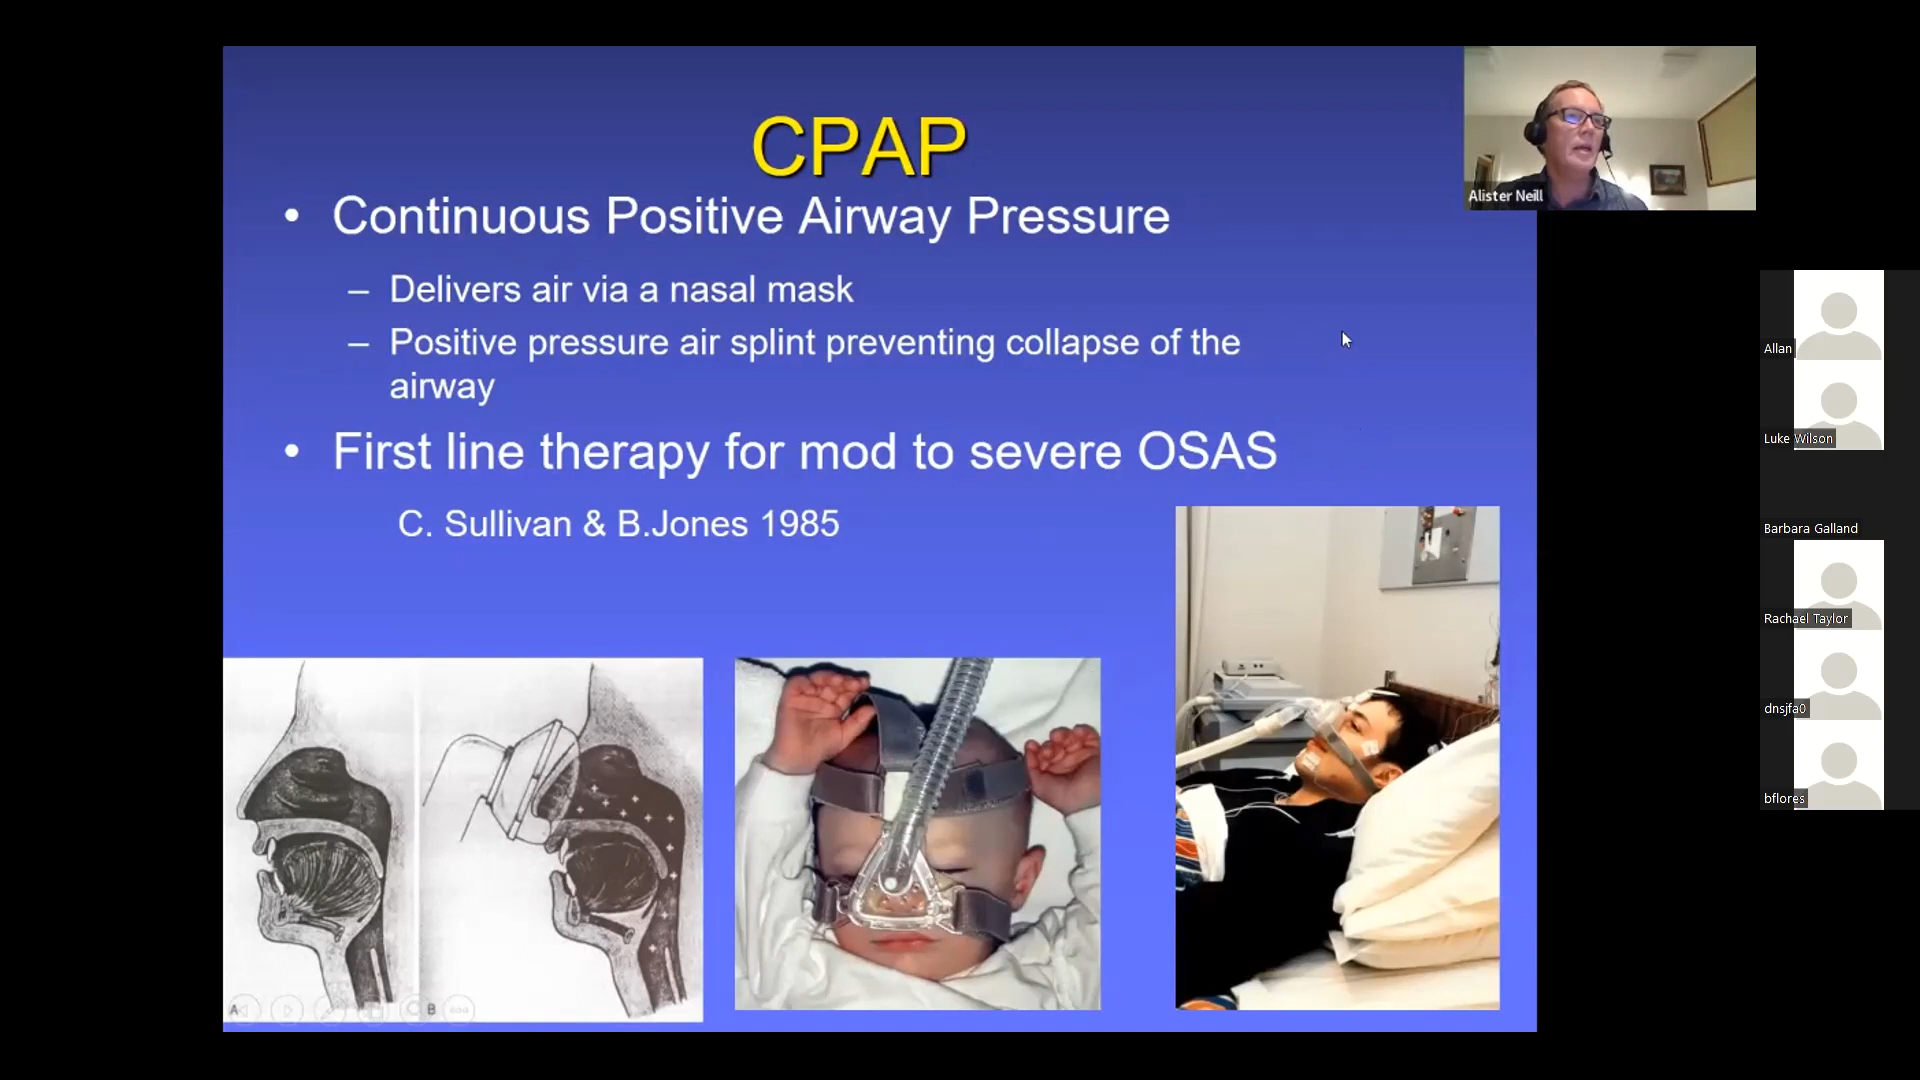 CPAP
• Continuous Positive Airway Pressure
– Delivers air via a nasal mask
– Positive pressure air splint preventing collapse of the
airway
• First line therapy for mod to severe OSAS
C. Sullivan & B.Jones 1985
A
B
Alister Neill
Allan
Luke Wilson
Barbara Galland
Rachael Taylor
dnsjfa0
bflores